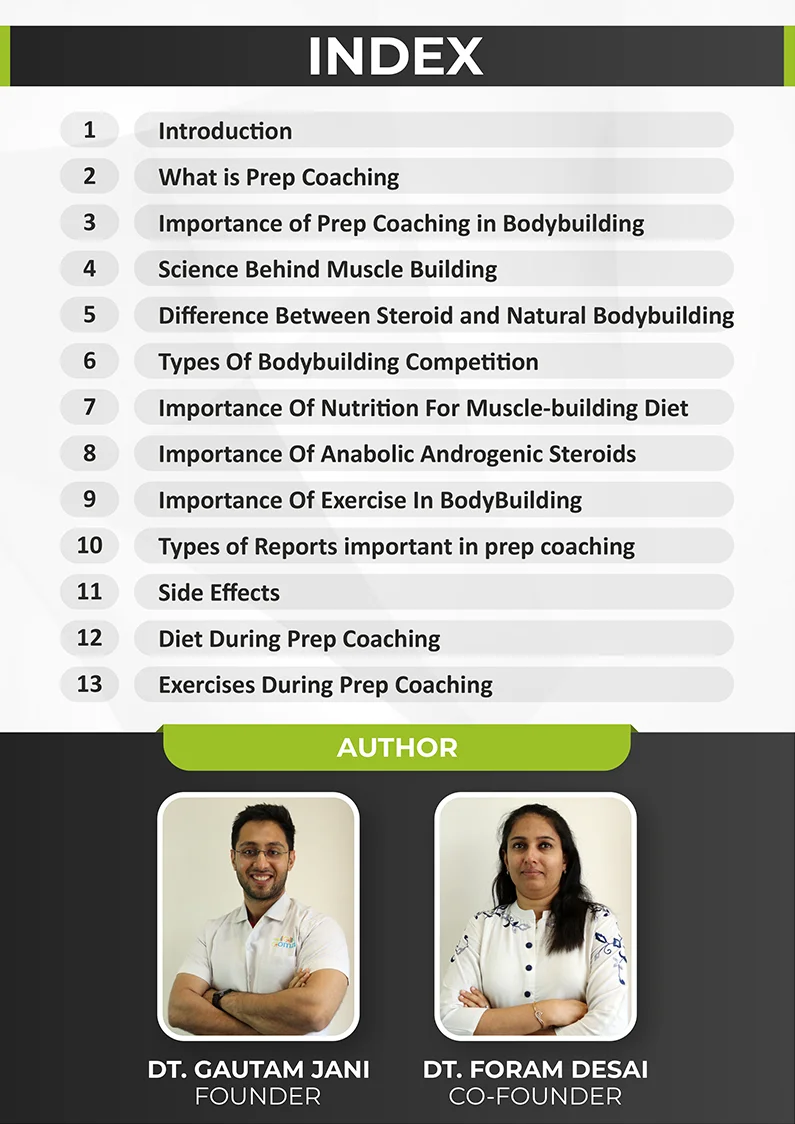 INDEX
1 Introduction
2 What is Prep Coaching
3 Importance of Prep Coaching in Bodybuilding
4 Science Behind Muscle Building
5 Difference Between Steroid and Natural Bodybuilding
6 Types Of Bodybuilding Competition
7 Importance Of Nutrition For Muscle-building Diet
8 Importance Of Anabolic Androgenic Steroids
9 Importance Of Exercise In BodyBuilding
10 Types of Reports important in prep coaching
11 Side Effects
12 Diet During Prep Coaching
13 Exercises During Prep Coaching
AUTHOR
DT. GAUTAM JANI
FOUNDER
DT. FORAM DESAI
CO-FOUNDER